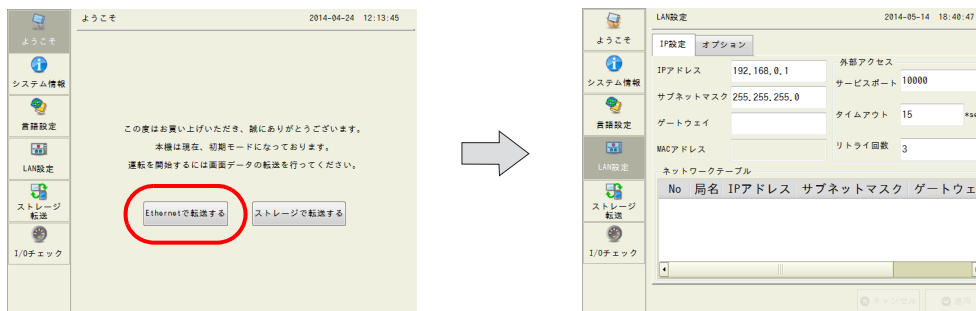 ようこそ
2014-04-24 12:13:45
ようこそ
システム情報
言語設定
LAN設定
ストレージ
転送
I/Oチェック
この度はお買い上げいただき、誠にありがとうございます。
本機は現在、初期モードになっております。
運転を開始するには画面データの転送を行ってください。
Ethernetで転送する
ストレージで転送する
LAN設定
2014-05-14 18:40:47
ようこそ
システム情報
言語設定
LAN設定
ストレージ
転送
I/Oチェック
IP設定
オプション
IPアドレス
192.168.0.1
サブネットマスク
255.255.255.0
ゲートウェイ
MACアドレス
外部アクセス
サービスポート
10000
タイムアウト
15
*se
リトライ回数
3
ネットワークテーブル
No 局名 IPアドレス サブネットマスク ゲートウェ
キャンセル
適用